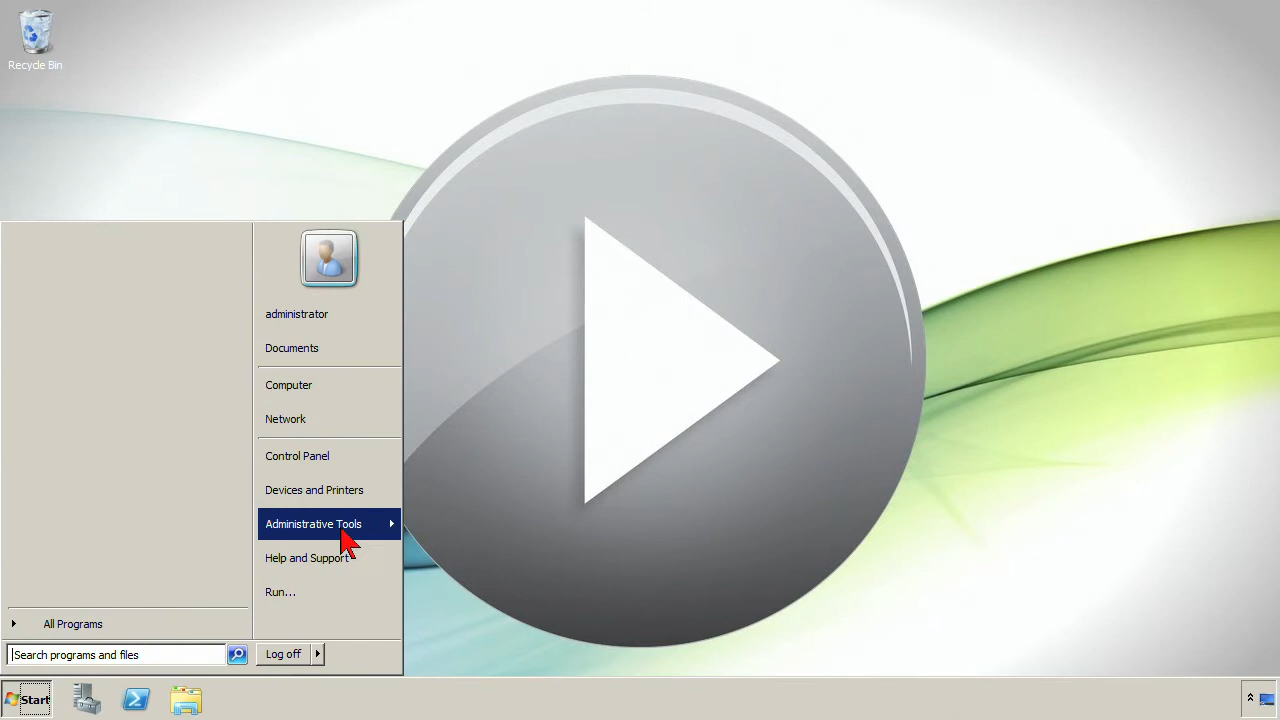 Recycle Bin
administrator
Documents
Computer
Network
Control Panel
Devices and Printers
Administrative Tools
Help and Support
Run...
All Programs
Search programs and files
Log off
Start